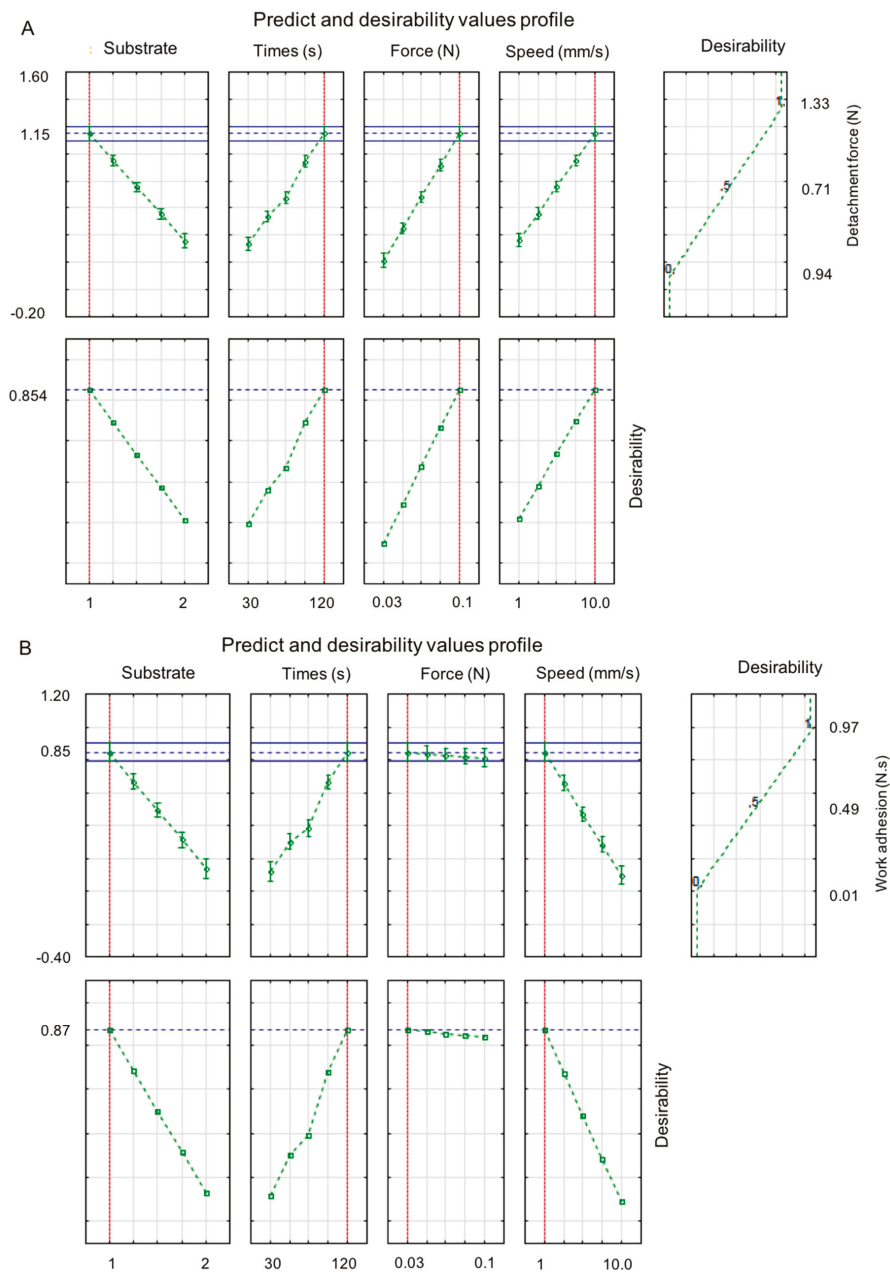 A
Predict and desirability values profile
Substrate Times (s) Force (N) Speed (mm/s) Desirability
1.60
1.15
-0.20
1.
.5
0.
1.33
0.71
0.94
Detachment force (N)
0.854
Desirability
1 2 30 120 0.03 0.1 1 10.0
B
Predict and desirability values profile
Substrate Times (s) Force (N) Speed (mm/s) Desirability
1.20
0.85
-0.40
1.
.5
0.
0.97
0.49
0.01
Work adhesion (N.s)
0.87
Desirability
1 2 30 120 0.03 0.1 1 10.0